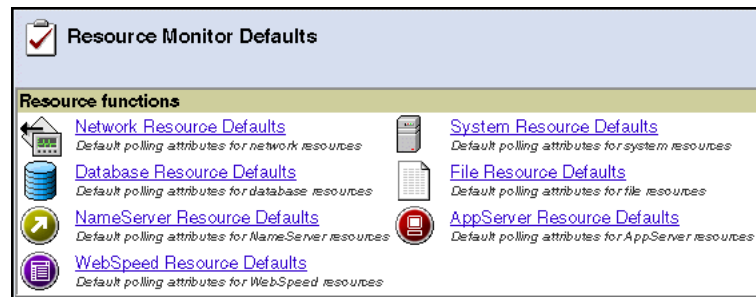 Resource Monitor Defaults
Resource functions
Network Resource Defaults
Default polling attributes for network resources
System Resource Defaults
Default polling attributes for system resources
Database Resource Defaults
Default polling attributes for database resources
File Resource Defaults
Default polling attributes for file resources
NameServer Resource Defaults
Default polling attributes for NameServer resources
AppServer Resource Defaults
Default polling attributes for AppServer resources
WebSpeed Resource Defaults
Default polling attributes for WebSpeed resources